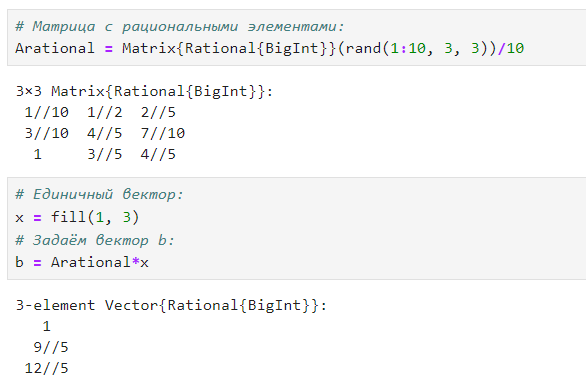 # Матрица с рациональными элементами:
Arational = Matrix{Rational{BigInt}}(rand(1:10, 3, 3))/10
3×3 Matrix{Rational{BigInt}}:
1//10 1//2 2//5
3//10 4//5 7//10
1 3//5 4//5
# Единичный вектор:
x = fill(1, 3)
# Задаём вектор b:
b = Arational*x
3-element Vector{Rational{BigInt}}:
1
9//5
12//5